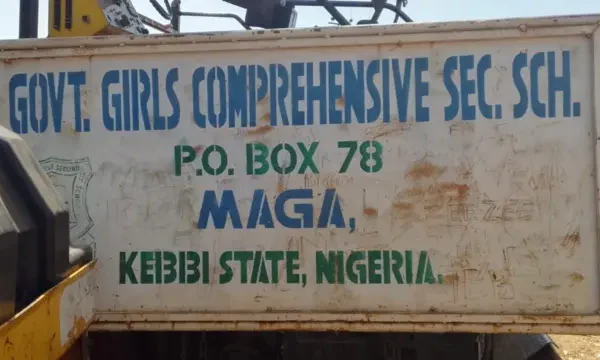 GOVT. GIRLS COMPREHENSIVE SEC. SCH.
P.O. BOX 78
MAGA,
KEBBI STATE, NIGERIA.